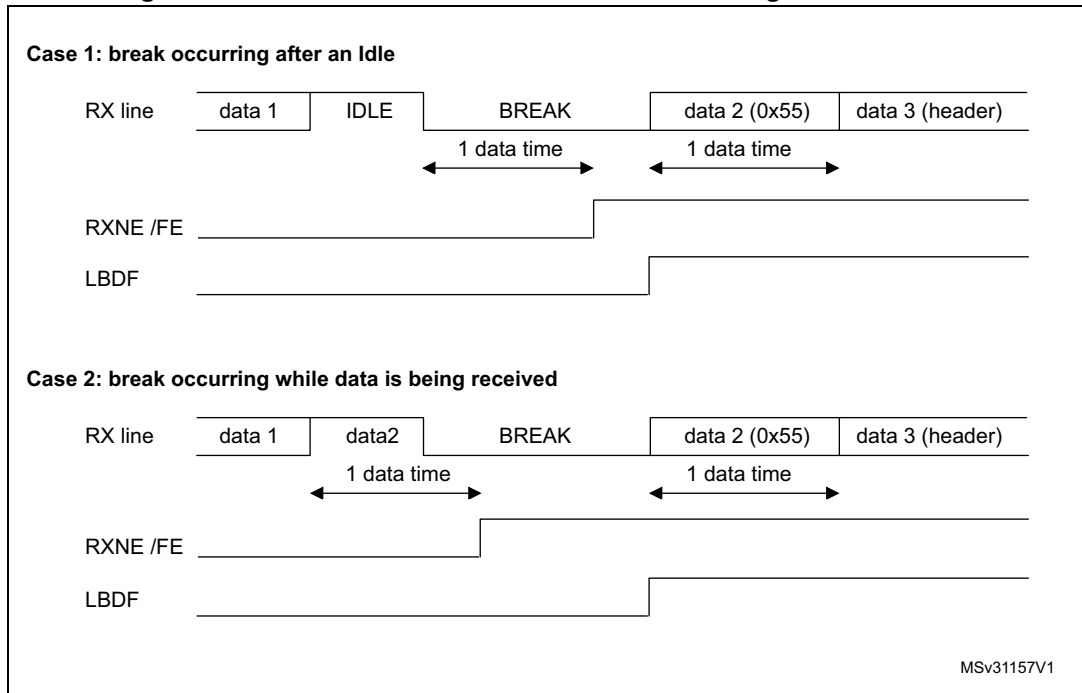 Case 1: break occurring after an Idle
RX line data 1 IDLE BREAK data 2 (0x55) data 3 (header)
1 data time 1 data time
RXNE /FE
LBDF
Case 2: break occurring while data is being received
RX line data 1 data2 BREAK data 2 (0x55) data 3 (header)
1 data time 1 data time
RXNE /FE
LBDF
MSv31157V1